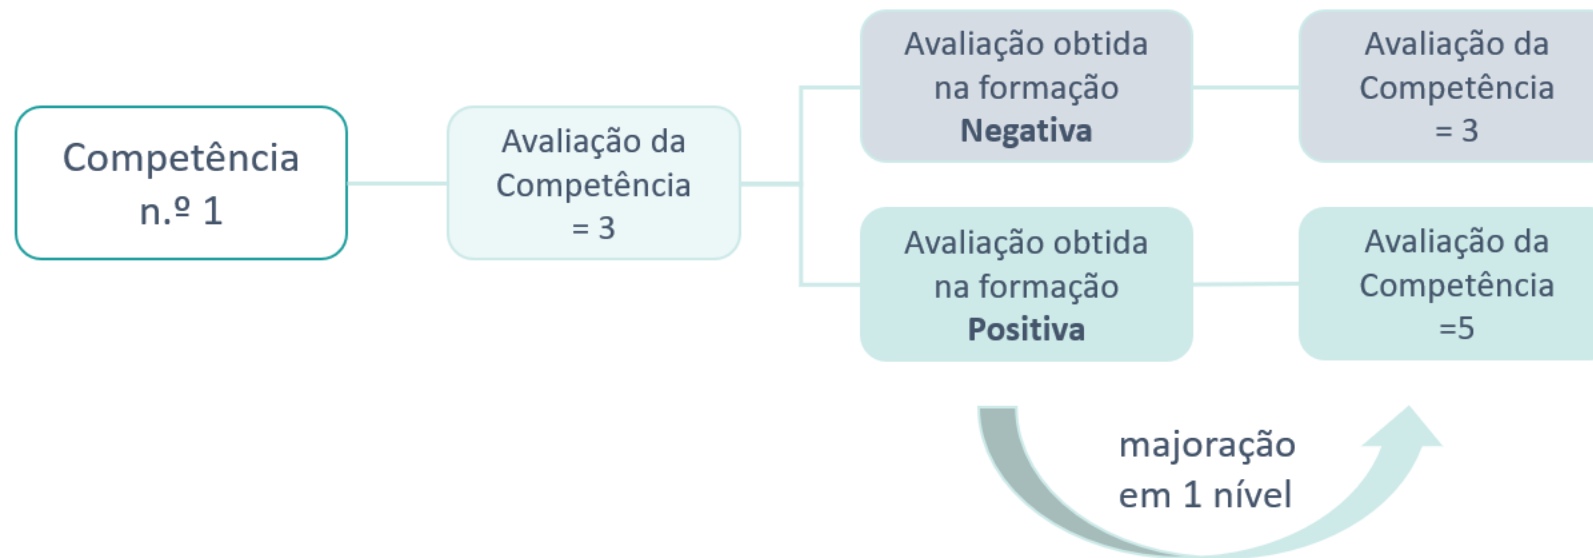 Competência
n.º 1
Avaliação da
Competência
= 3
Avaliação obtida
na formação
Negativa
Avaliação da
Competência
= 3
Avaliação obtida
na formação
Positiva
Avaliação da
Competência
=5
majoração
em 1 nível